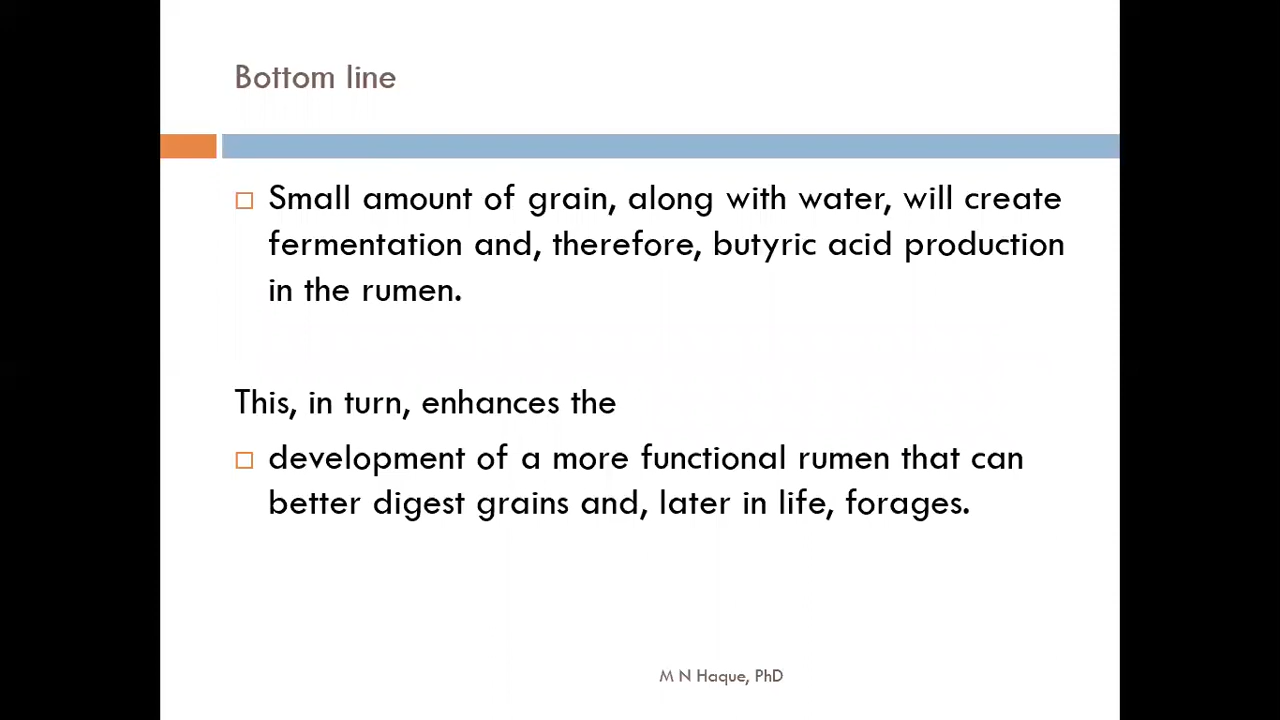 Bottom line
Small amount of grain, along with water, will create
fermentation and, therefore, butyric acid production
in the rumen.
This, in turn, enhances the
development of a more functional rumen that can
better digest grains and, later in life, forages.
M N Haque, PhD